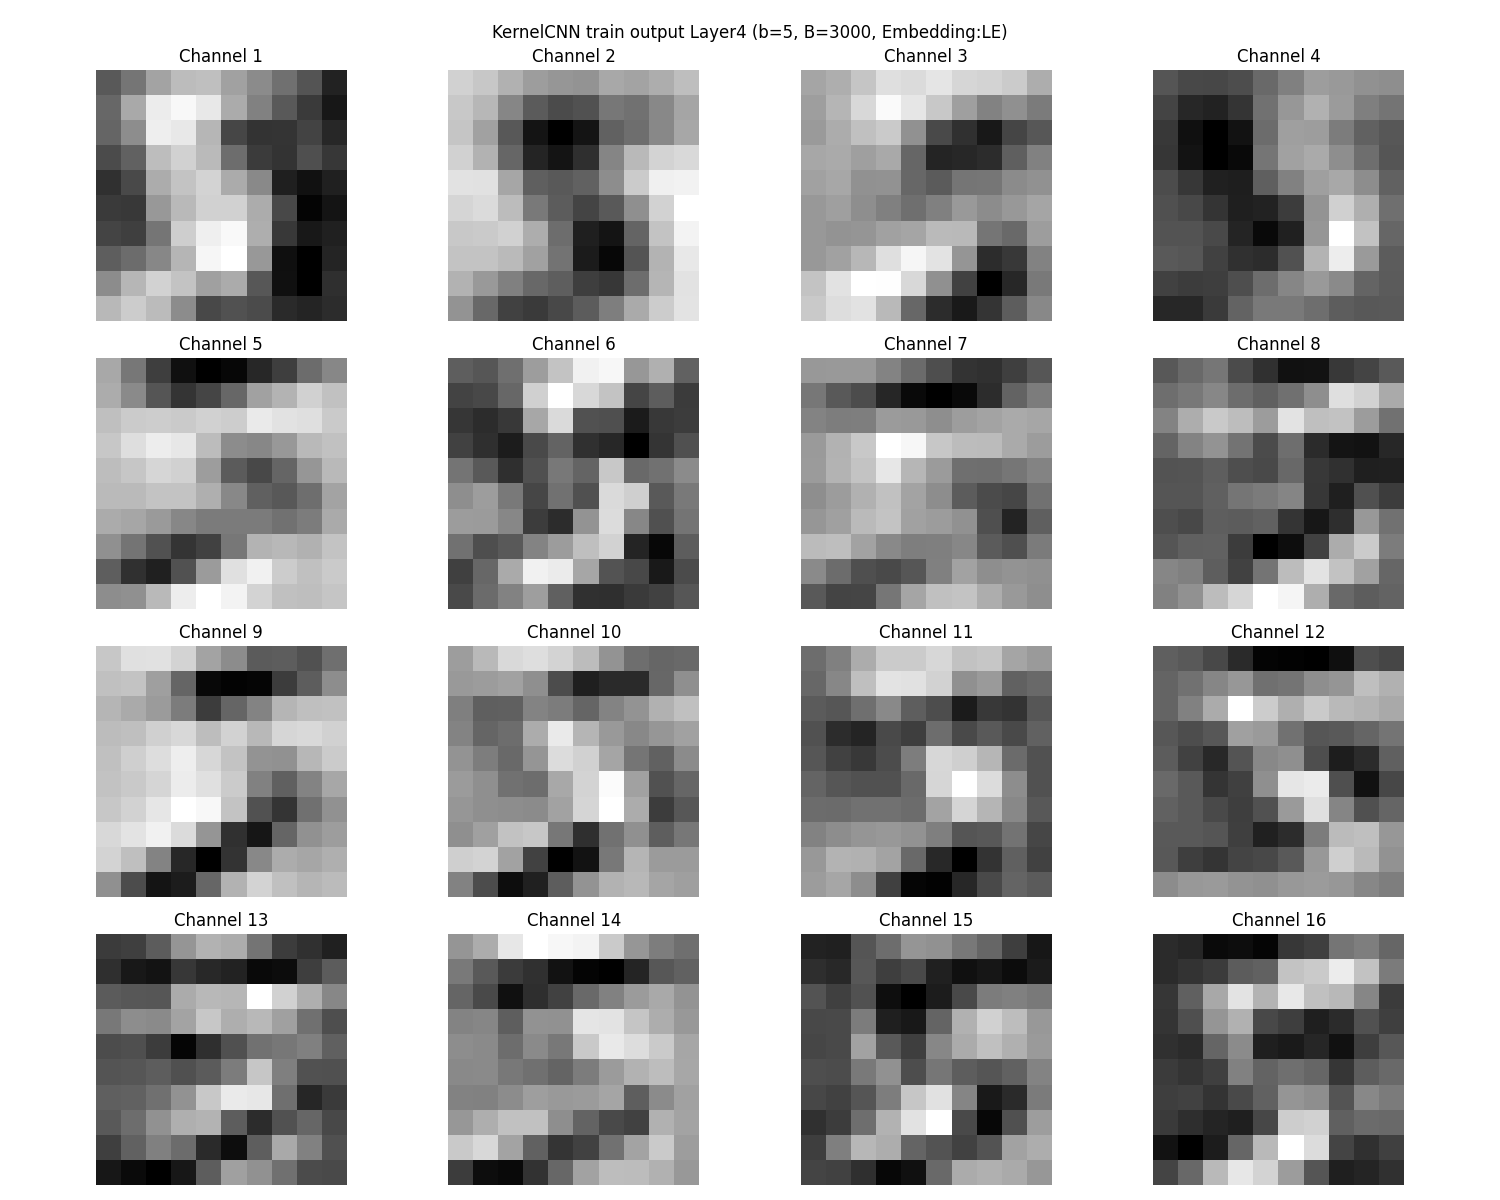 KernelCNN train output Layer4 (b=5, B=3000, Embedding:LE)
Channel 1
Channel 2
Channel 3
Channel 4
Channel 5
Channel 6
Channel 7
Channel 8
Channel 9
Channel 10
Channel 11
Channel 12
Channel 13
Channel 14
Channel 15
Channel 16